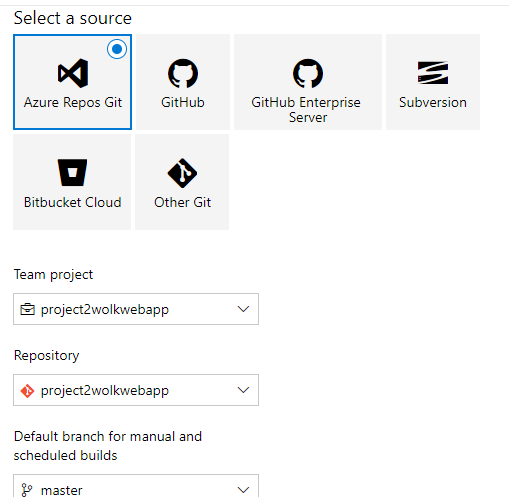 Select a source
Azure Repos Git
GitHub
GitHub Enterprise
Server
Subversion
Bitbucket Cloud
Other Git
Team project
project2wolkwebapp
Repository
project2wolkwebapp
Default branch for manual and
scheduled builds
master